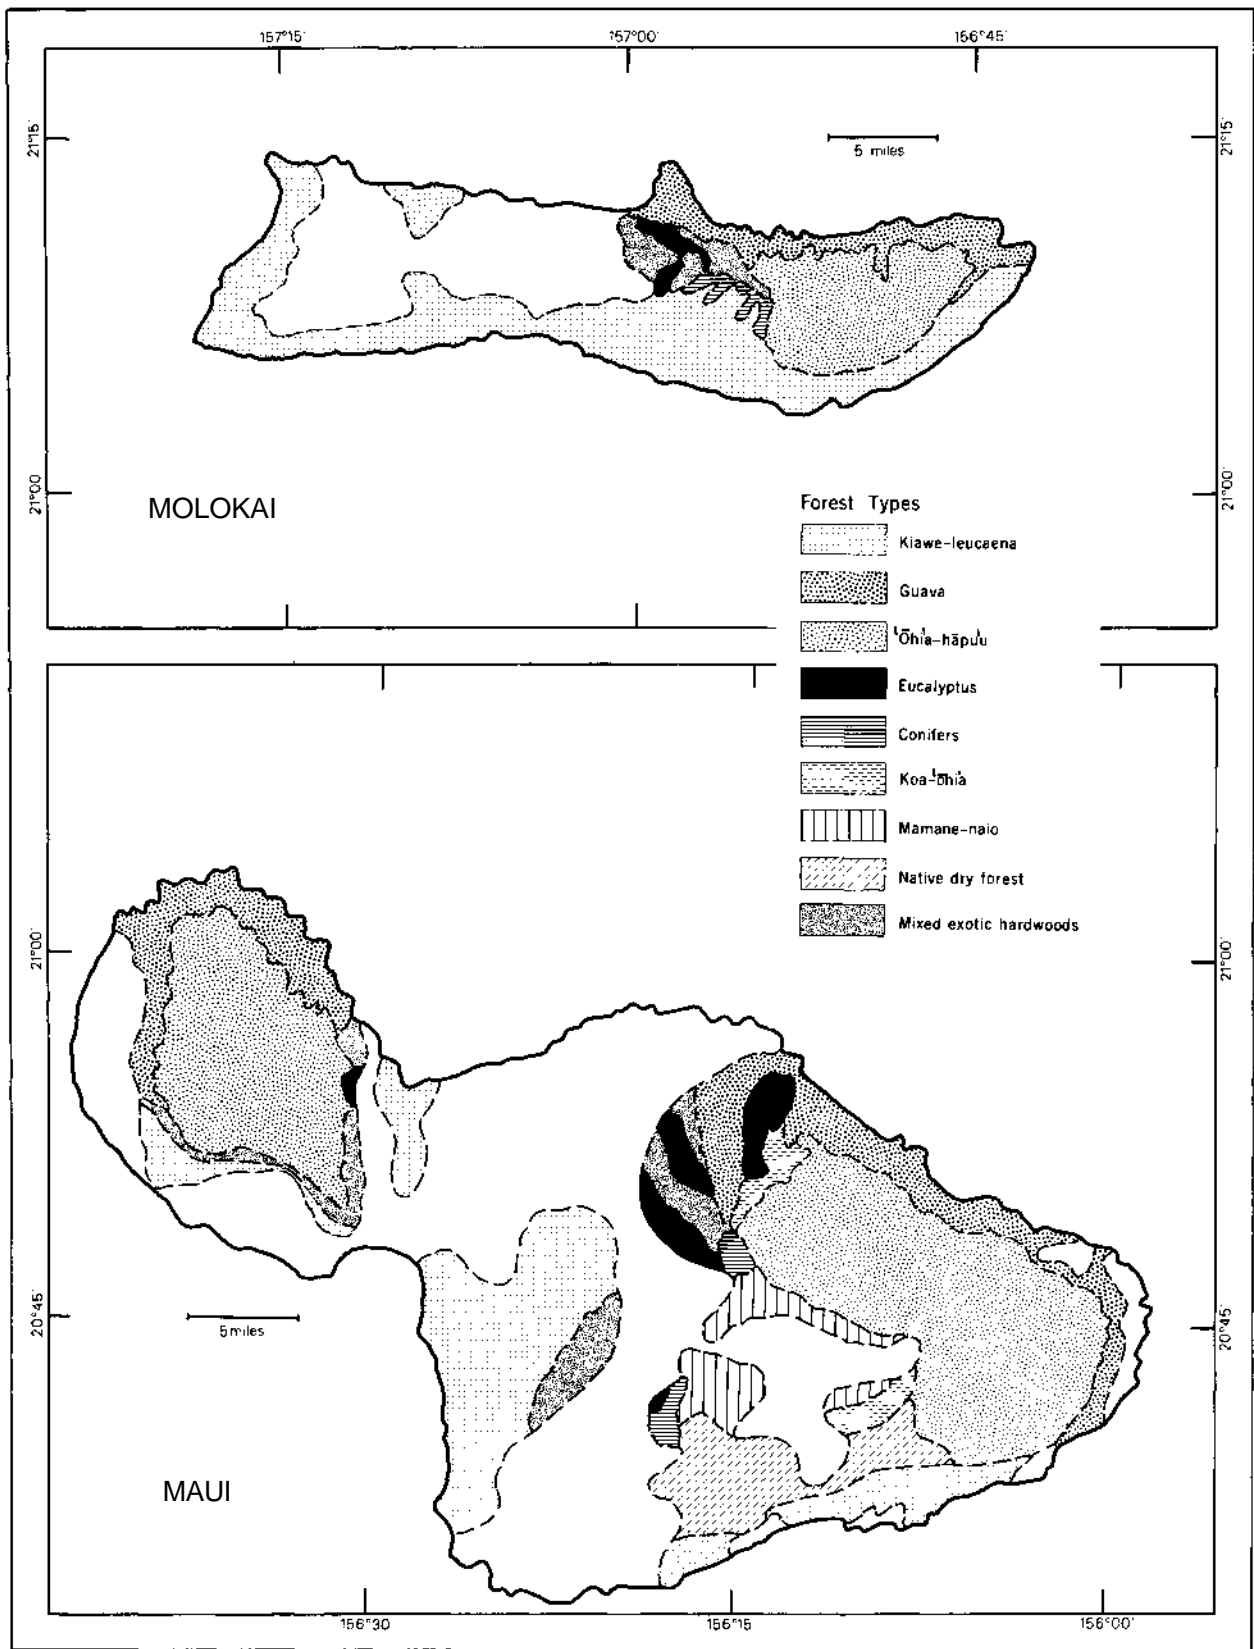 157°15' 157°00' 156°45'
21°15' 21°15'
5 miles
21°00' 21°00'
MOLOKAI
Forest Types
Kiawe-leucaena
Guava
ʻŌhiʻa-hāpuʻu
Eucalyptus
Conifers
Koa-ʻōhiʻa
Mamane-naio
Native dry forest
Mixed exotic hardwoods
21°00' 21°00'
20°45' 20°45'
5 miles
MAUI
156°30' 156°15' 156°00'